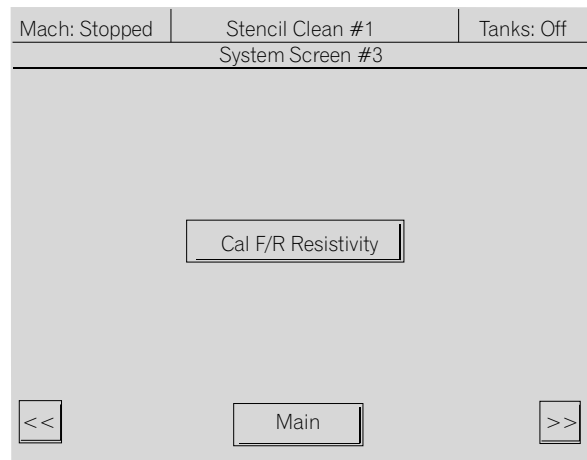 Mach: Stopped Stencil Clean #1 Tanks: Off
System Screen #3
Cal F/R Resistivity
<< Main >>